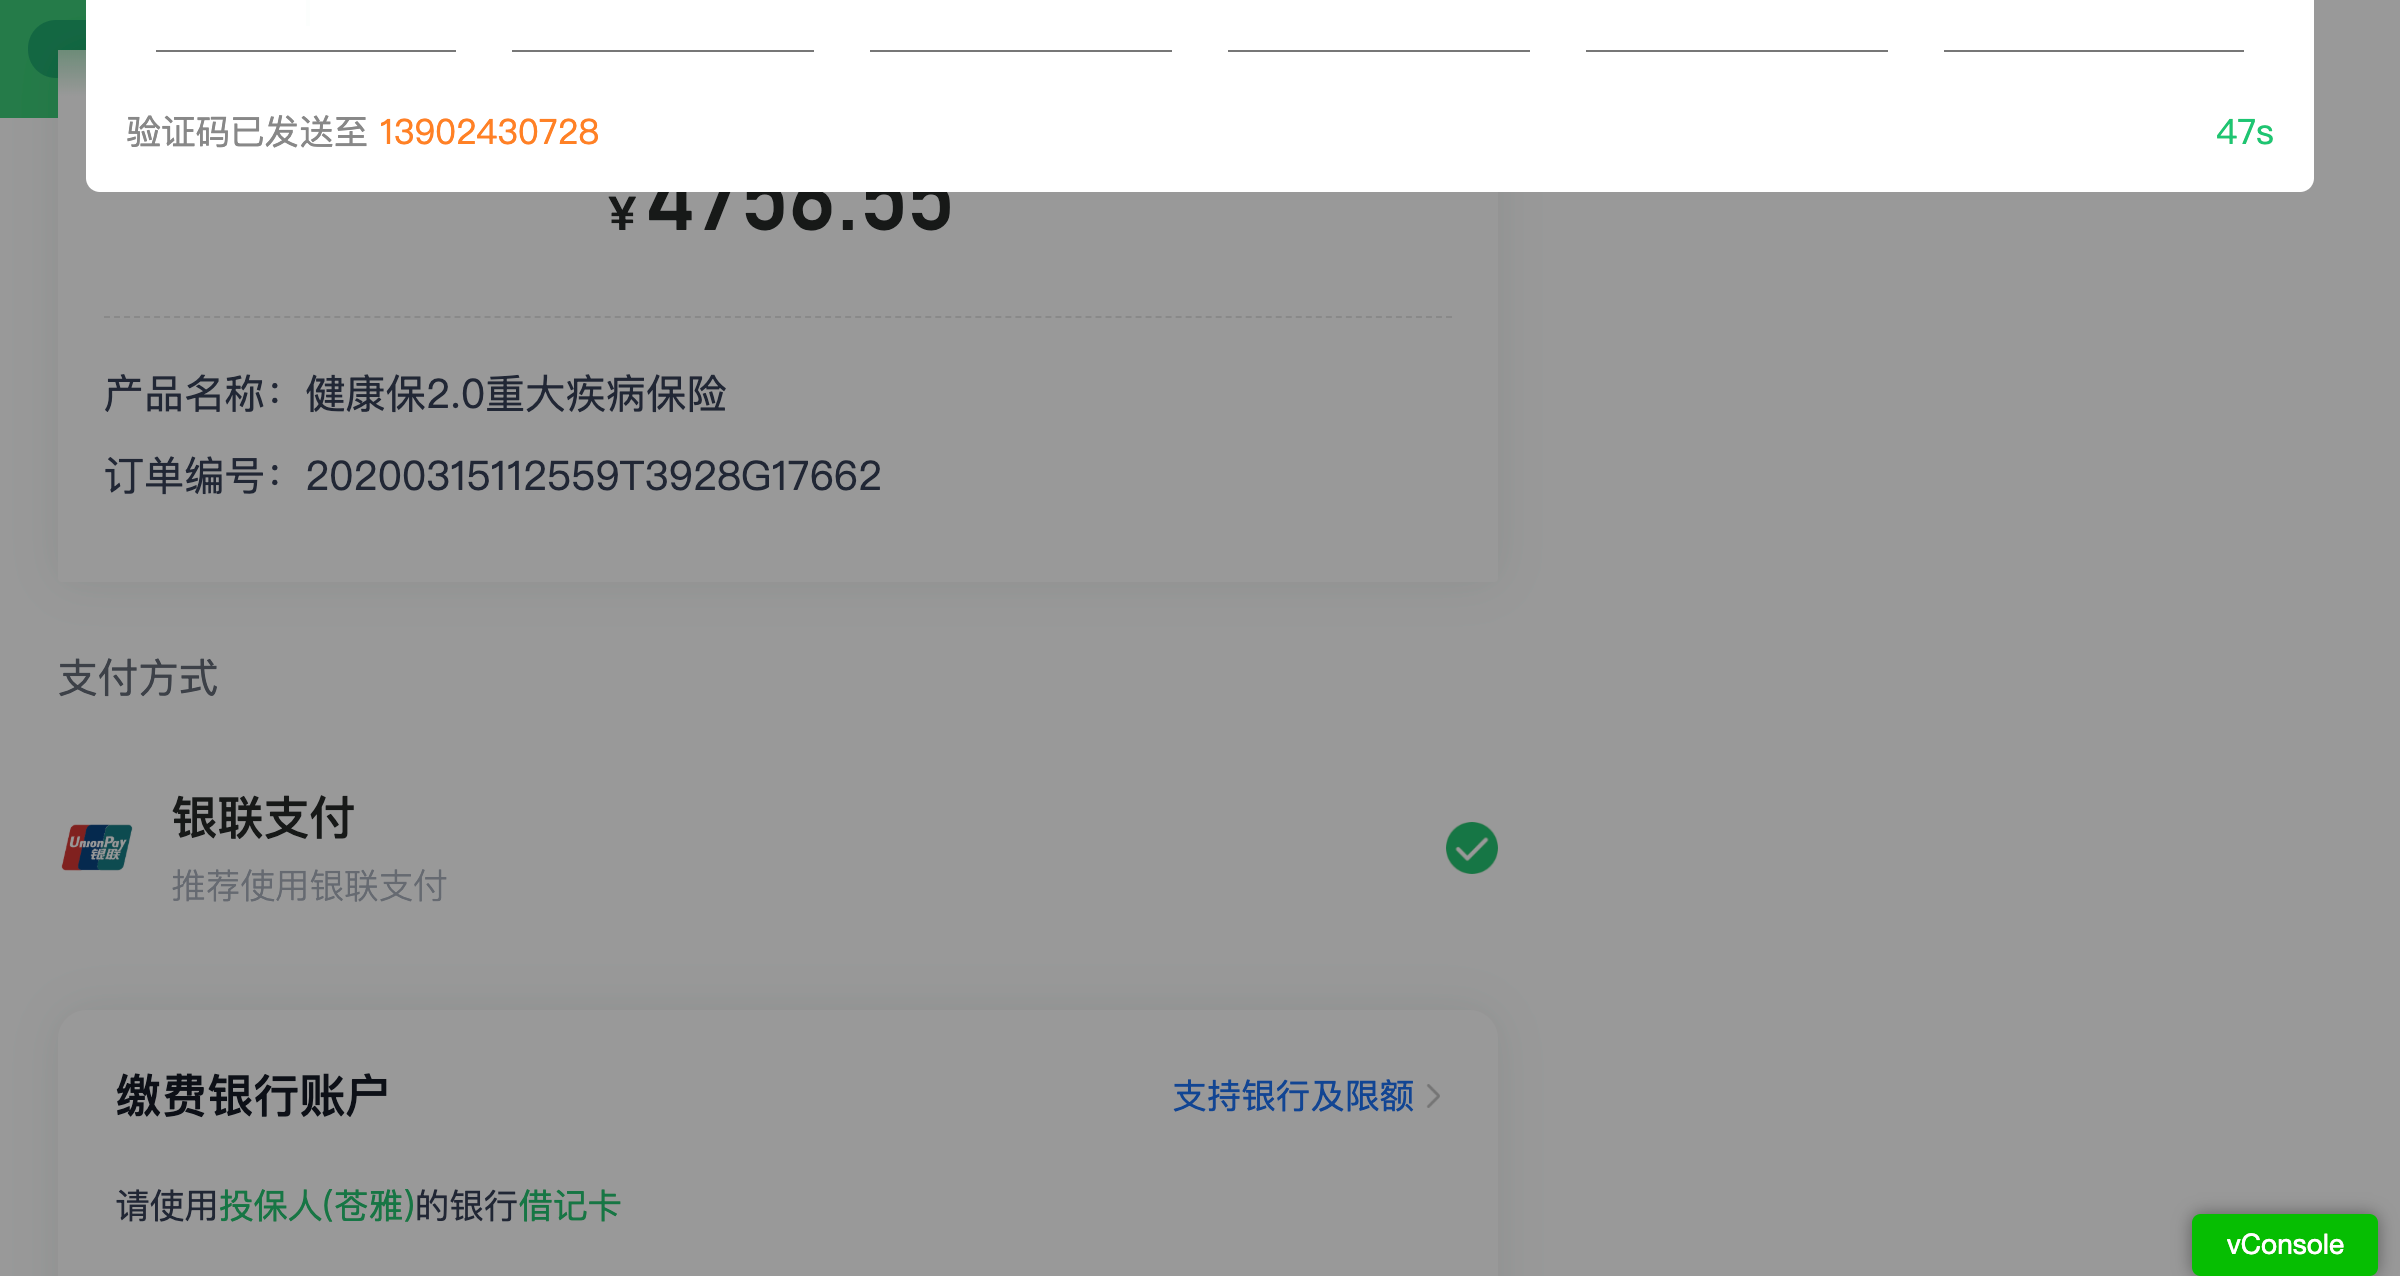 验证码已发送至 13902430728
47s
¥4758.55
产品名称：健康保2.0重大疾病保险
订单编号：20200315112559T3928G17662
支付方式
银联支付
UnionPay
银联
推荐使用银联支付
缴费银行账户
支持银行及限额
请使用投保人(苍雅)的银行借记卡
vConsole